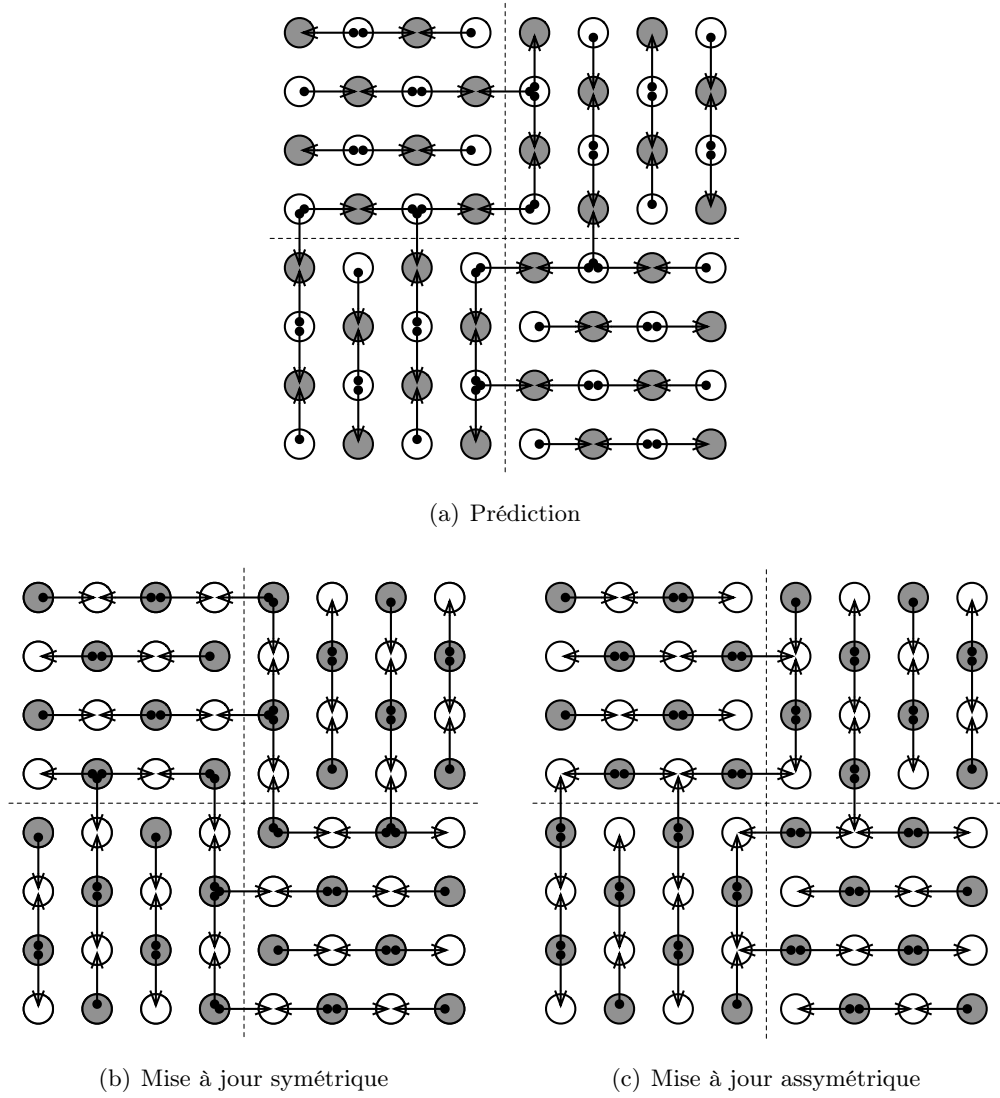 (a) Prédiction
(b) Mise à jour symétrique
(c) Mise à jour assymétrique